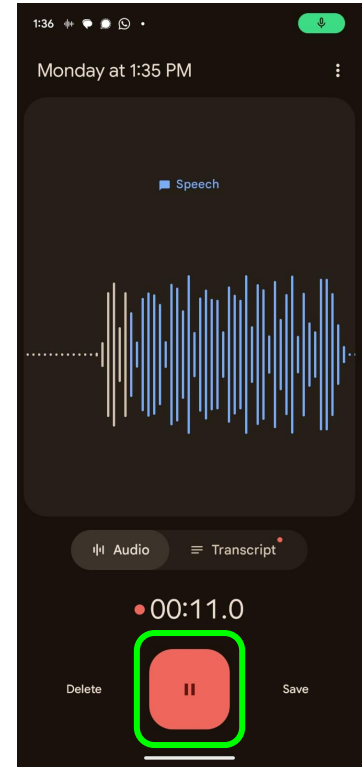 1:36
Monday at 1:35 PM
Speech
Audio Transcript
00:11.0
Delete Save